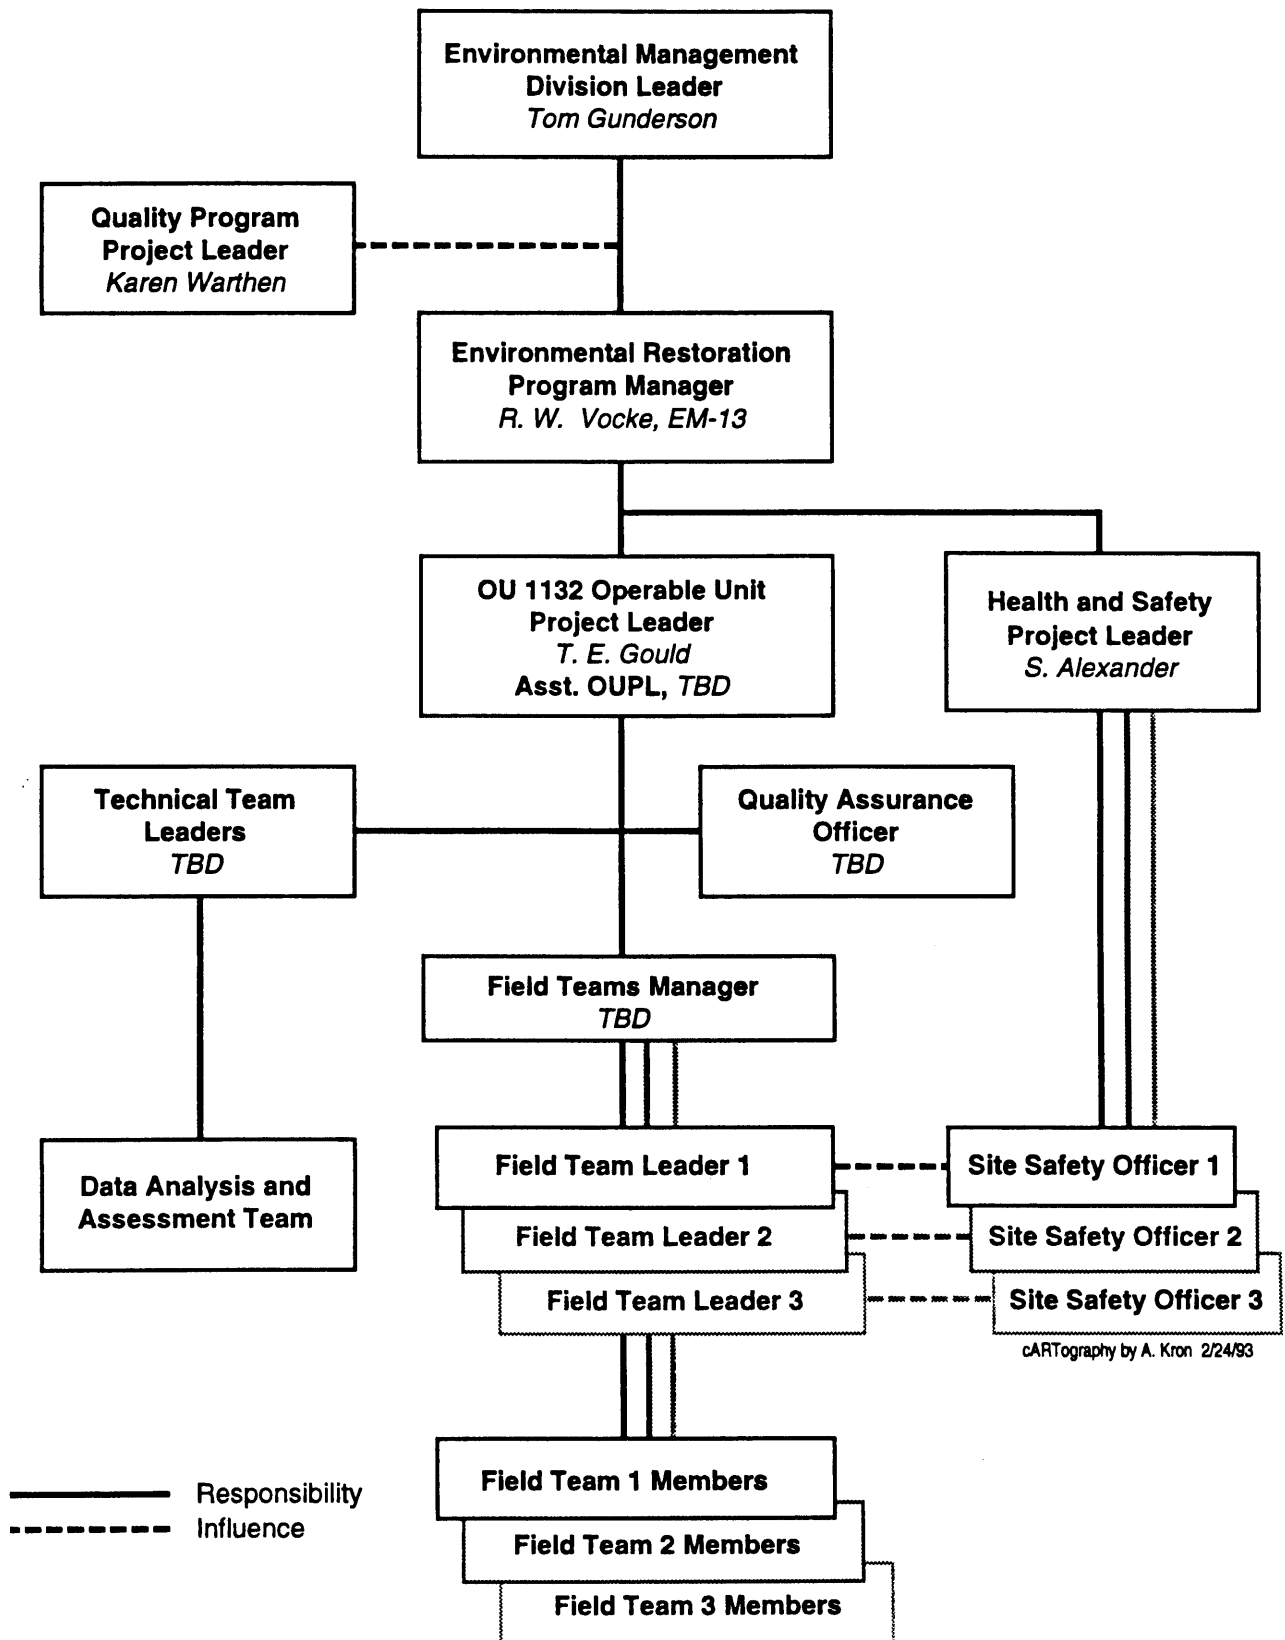 Environmental Management
Division Leader
Tom Gunderson
Quality Program
Project Leader
Karen Warthen
Environmental Restoration
Program Manager
R. W. Vocke, EM-13
OU 1132 Operable Unit
Project Leader
T. E. Gould
Asst. OUPL, TBD
Health and Safety
Project Leader
S. Alexander
Technical Team
Leaders
TBD
Quality Assurance
Officer
TBD
Field Teams Manager
TBD
Data Analysis and
Assessment Team
Field Team Leader 1
Site Safety Officer 1
Field Team Leader 2
Site Safety Officer 2
Field Team Leader 3
Site Safety Officer 3
cARTography by A. Kron 2/24/93
Field Team 1 Members
Field Team 2 Members
Field Team 3 Members
Responsibility
Influence